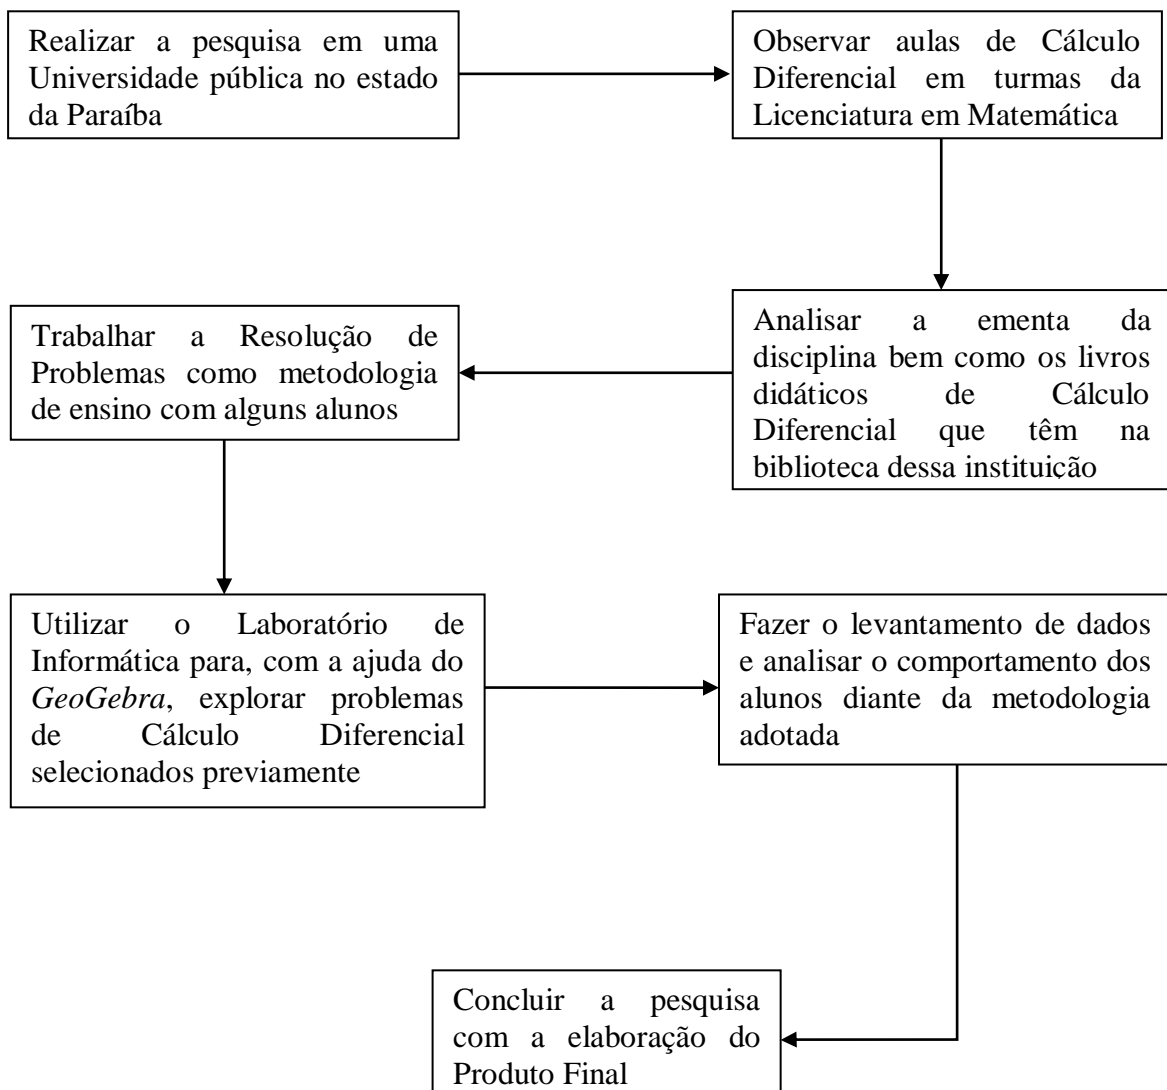 Realizar a pesquisa em uma
Universidade pública no estado
da Paraíba
Observar aulas de Cálculo
Diferencial em turmas da
Licenciatura em Matemática
Analisar a ementa da
disciplina bem como os livros
didáticos de Cálculo
Diferencial que têm na
biblioteca dessa instituição
Trabalhar a Resolução de
Problemas como metodologia
de ensino com alguns alunos
Utilizar o Laboratório de
Informática para, com a ajuda do
GeoGebra, explorar problemas
de Cálculo Diferencial
selecionados previamente
Fazer o levantamento de dados
e analisar o comportamento dos
alunos diante da metodologia
adotada
Concluir a pesquisa
com a elaboração do
Produto Final